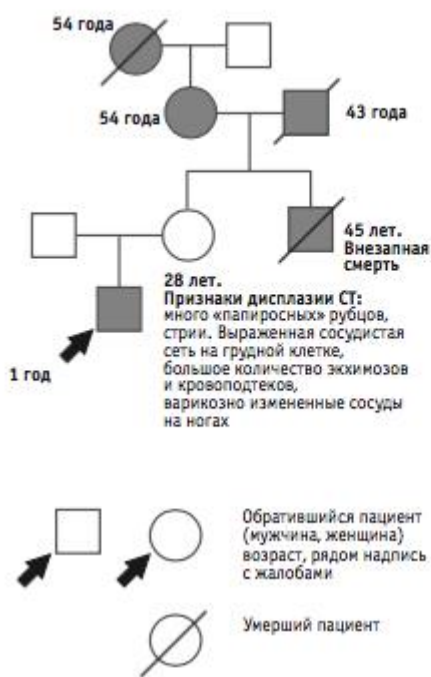 54 года
54 года
43 года
45 лет.
Внезапная
смерть
28 лет.
Признаки дисплазии СТ:
много «папиросных» рубцов,
стрии. Выраженная сосудистая
сеть на грудной клетке,
большое количество экхимозов
и кровоподтеков,
варикозно измененные сосуды
на ногах
1 год
Обратившийся пациент
(мужчина, женщина)
возраст, рядом надпись
с жалобами
Умерший пациент